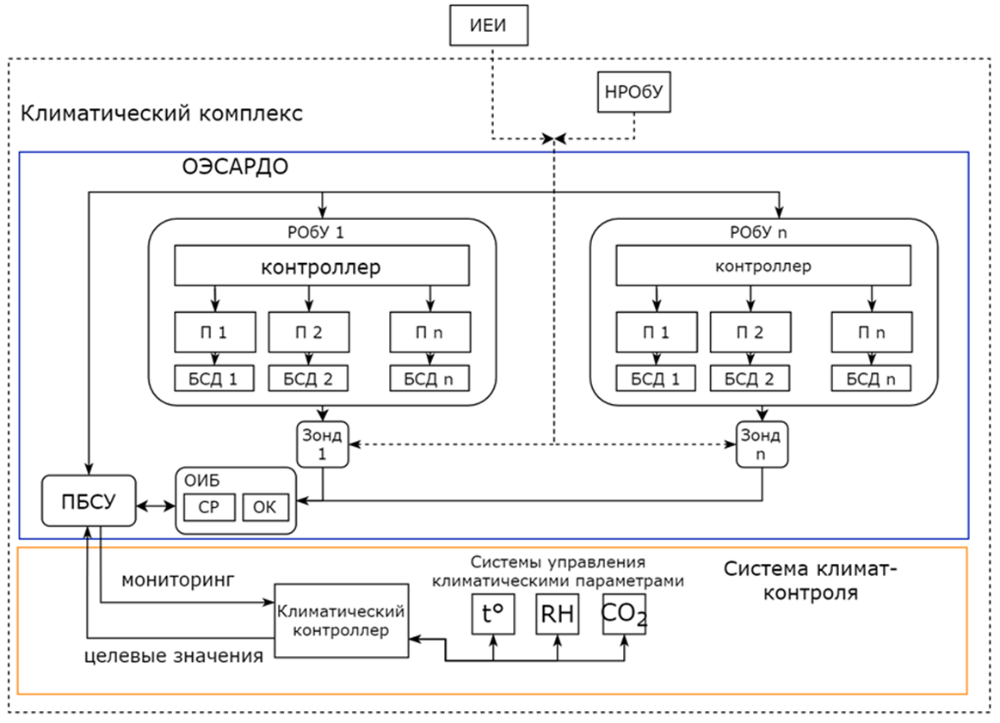 ИЕИ
НРОбУ
Климатический комплекс
ОЭСАРДО
РОбУ 1
контроллер
П 1
П 2
П n
БСД 1
БСД 2
БСД n
РОбУ n
контроллер
П 1
П 2
П n
БСД 1
БСД 2
БСД n
Зонд
1
Зонд
n
ПБСУ
ОИБ
СР
ОК
мониторинг
целевые значения
Климатический
контроллер
Системы управления
климатическими параметрами
t°
RH
CO₂
Система климат-
контроля